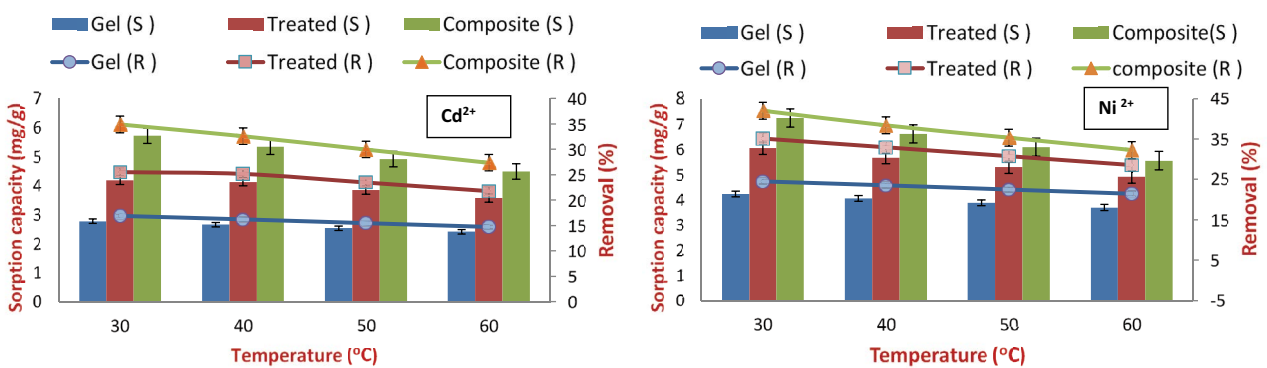 Gel (S ) Treated (S ) Composite (S )
Gel (R ) Treated (R ) Composite (R )
Cd2+
Sorption capacity (mg/g)
7
6
5
4
3
2
1
0
40
35
30
25
20
15
10
5
0
Removal (%)
30 40 50 60
Temperature (°C)
Gel (S ) Treated (S ) Composite(S )
Gel (R ) Treated (R ) composite (R )
Ni 2+
Sorption capacity (mg/g)
8
7
6
5
4
3
2
1
0
45
35
25
15
5
-5
Removal (%)
30 40 50 60
Temperature (°C)